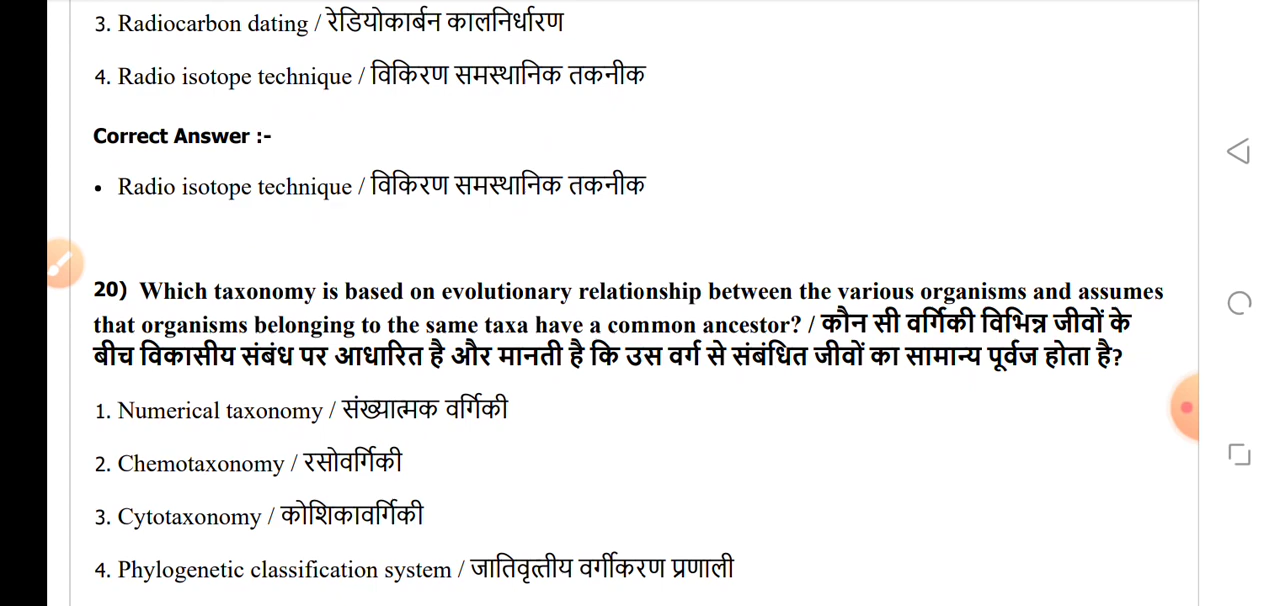 3. Radiocarbon dating / रेडियोकार्बन कालनिर्धारण
4. Radio isotope technique / विकिरण समस्थानिक तकनीक
Correct Answer :-
• Radio isotope technique / विकिरण समस्थानिक तकनीक
20) Which taxonomy is based on evolutionary relationship between the various organisms and assumes
that organisms belonging to the same taxa have a common ancestor? / कौन सी वर्गिकी विभिन्न जीवों के
बीच विकासीय संबंध पर आधारित है और मानती है कि उस वर्ग से संबंधित जीवों का सामान्य पूर्वज होता है?
1. Numerical taxonomy / संख्यात्मक वर्गिकी
2. Chemotaxonomy / रसोवर्गिकी
3. Cytotaxonomy / कोशिकावर्गिकी
4. Phylogenetic classification system / जातिवृत्तीय वर्गीकरण प्रणाली